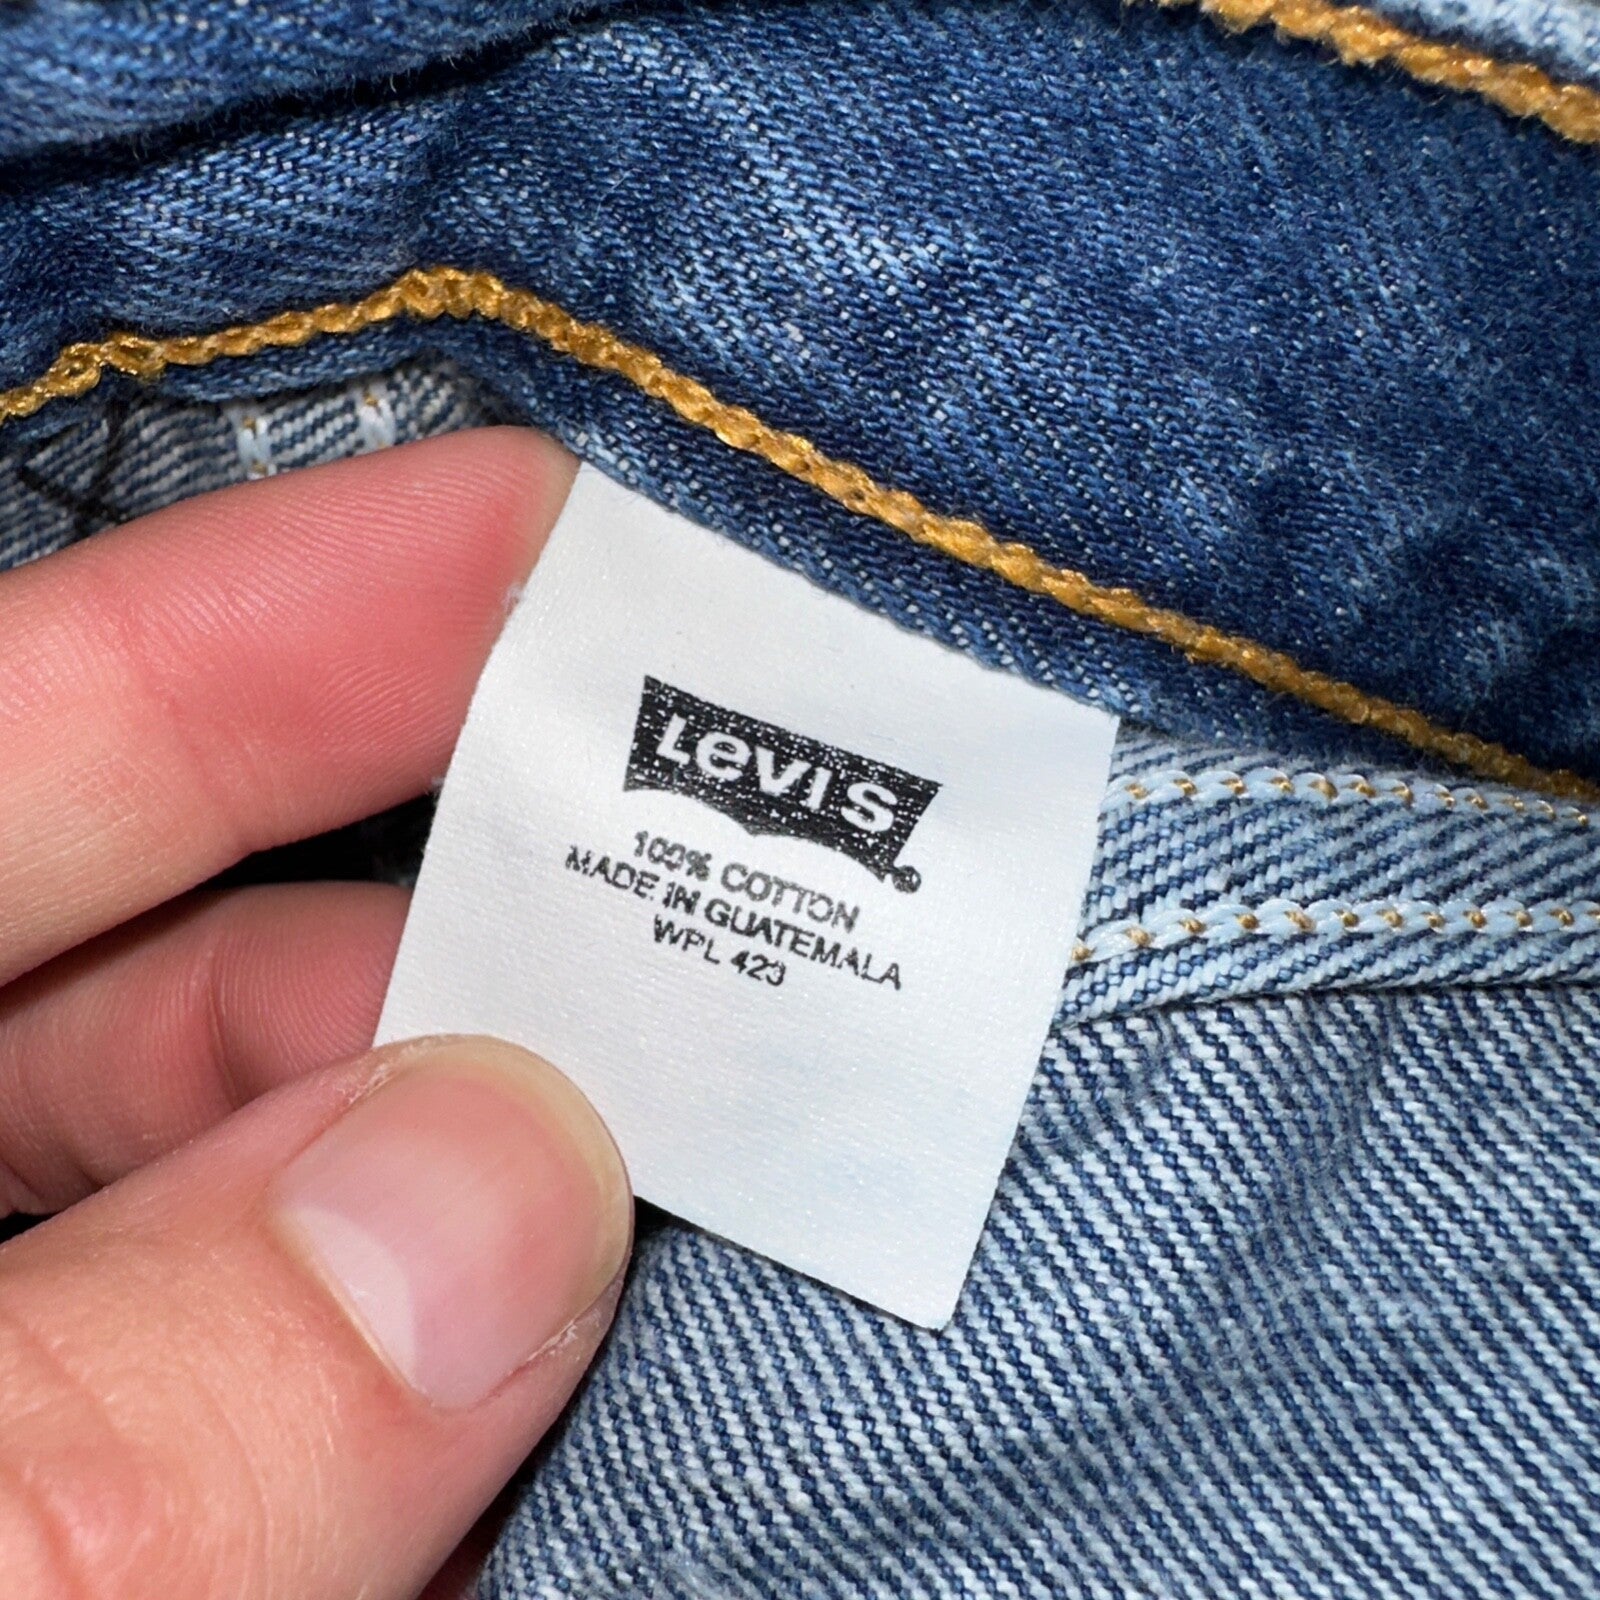 Levi's®
100% COTTON
MADE IN GUATEMALA
WPL 423